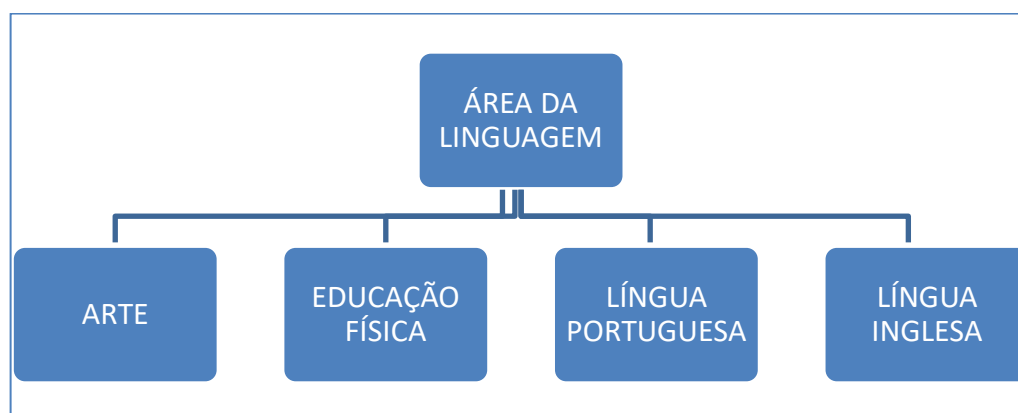 ÁREA DA
LINGUAGEM
ARTE
EDUCAÇÃO
FÍSICA
LÍNGUA
PORTUGUESA
LÍNGUA
INGLESA